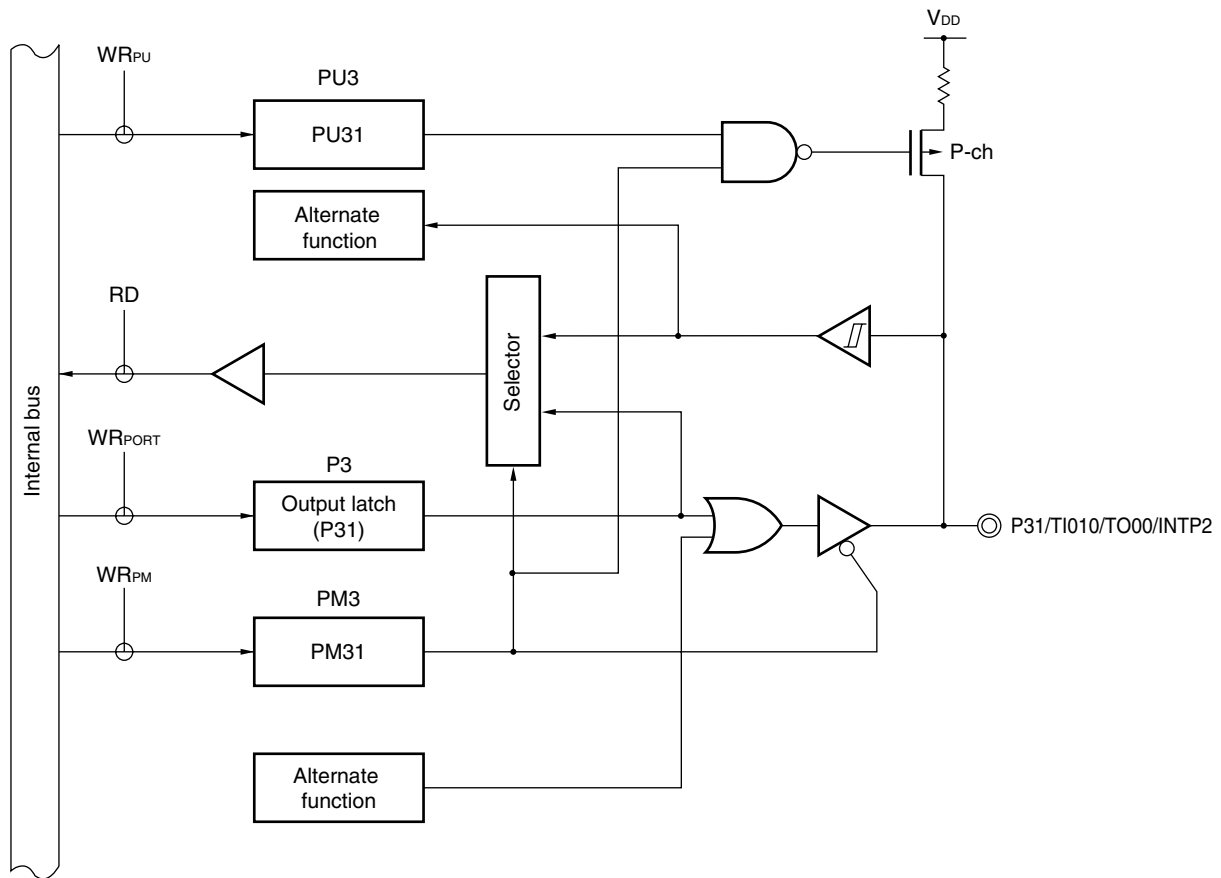 VDD
WRPU
PU3
PU31
P-ch
Alternate
function
RD
Selector
Internal bus
WRPORT
P3
Output latch
(P31)
P31/TI010/TO00/INTP2
WRPM
PM3
PM31
Alternate
function